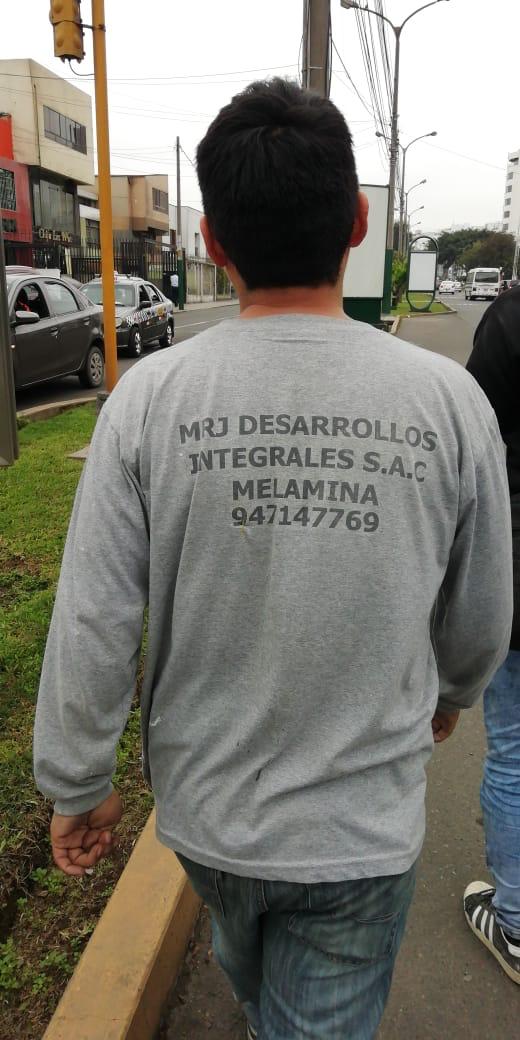 MRJ DESARROLLOS
INTEGRALES S.A.C
MELAMINA
947147769